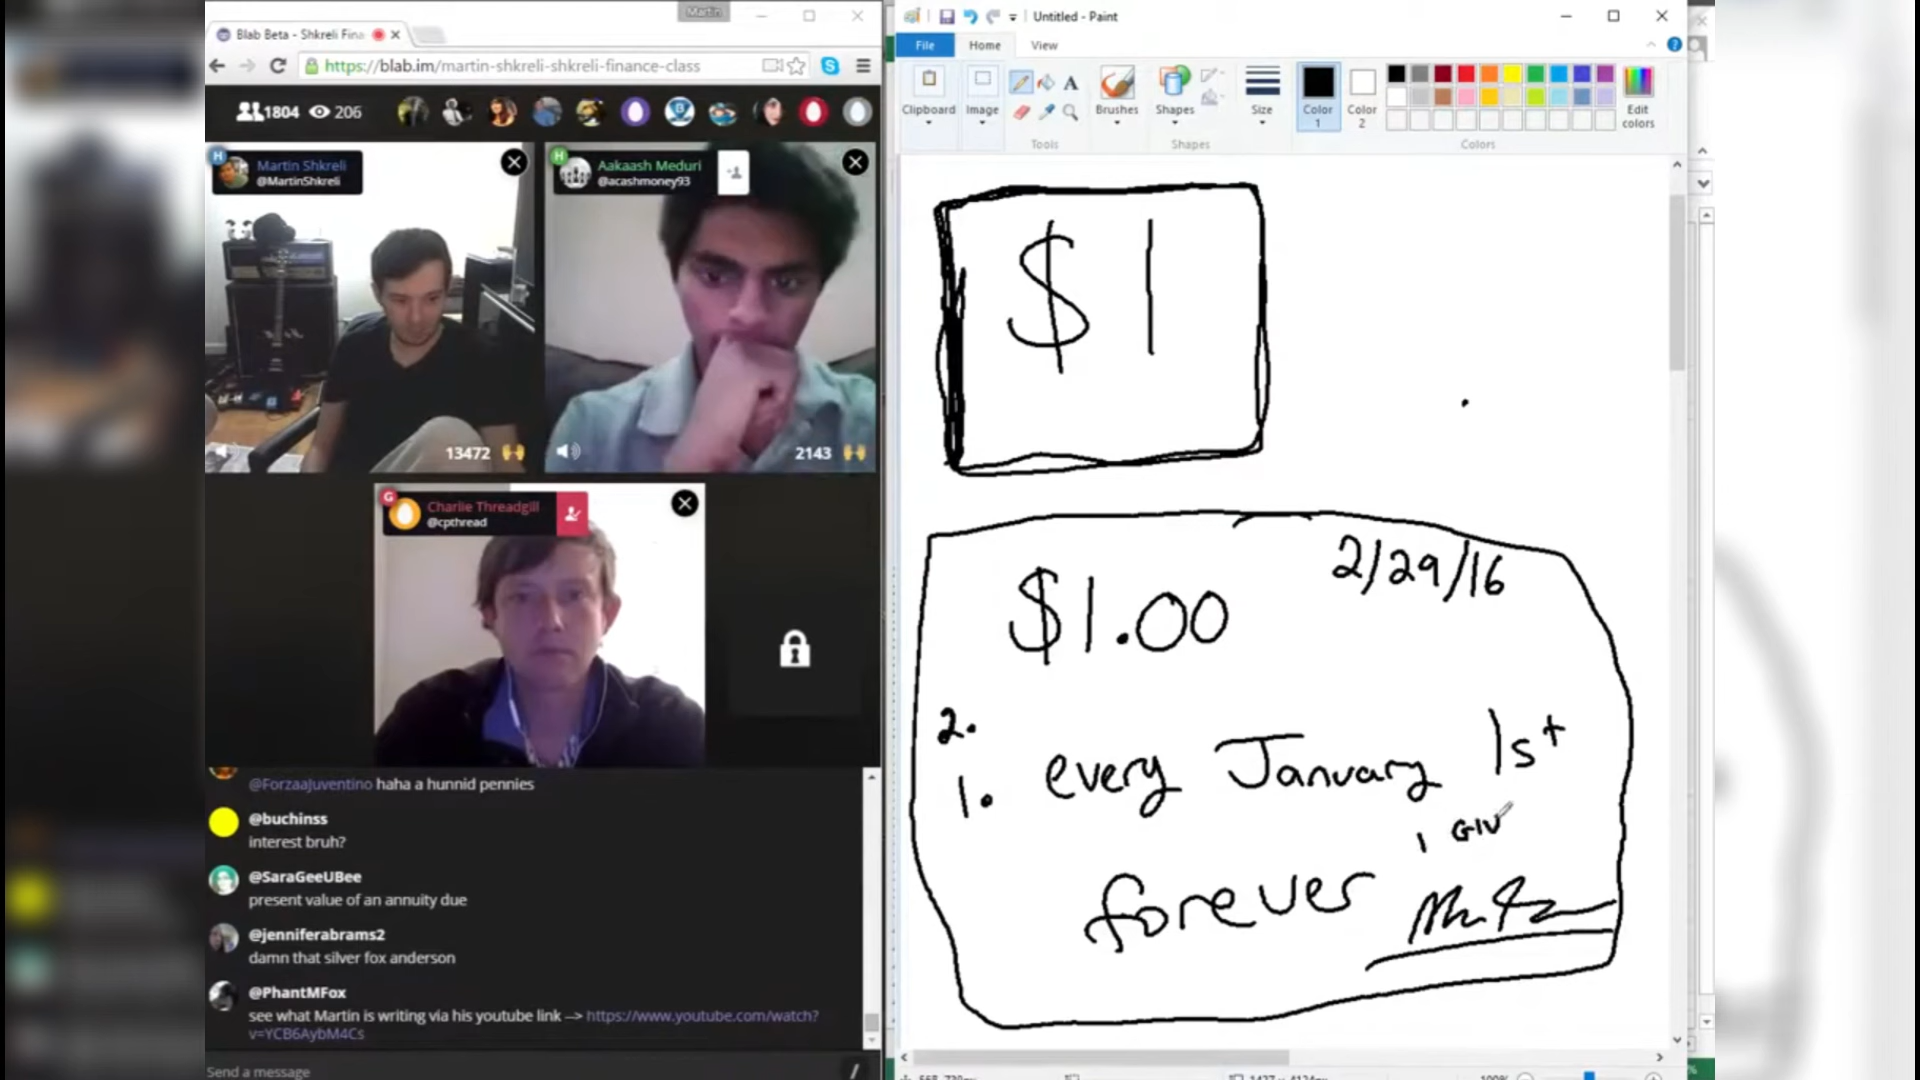 Martin
Blab Beta - Shkreli Fina
https://blab.im/martin-shkreli-shkreli-finance-class
1804 206
H Martin Shkreli
@MartinShkreli
13472
H Aakaash Meduri
@acashmoney93
2143
G Charlie Threadgill
@cpthread
@ForzaaJuventino haha a hunnid pennies
@buchinss
interest bruh?
@SaraGeeUBee
present value of an annuity due
@jenniferabrams2
damn that silver fox anderson
@PhantMFox
see what Martin is writing via his youtube link --> https://www.youtube.com/watch?
v=YCB6AybM4Cs
Send a message /
Untitled - Paint
File Home View
Clipboard Image Brushes Shapes Size Color 1 Color 2 Edit colors
Tools Shapes Colors
$ 1
2/29/16
$1.00
2.
1. every January 1st
I GIV
forever